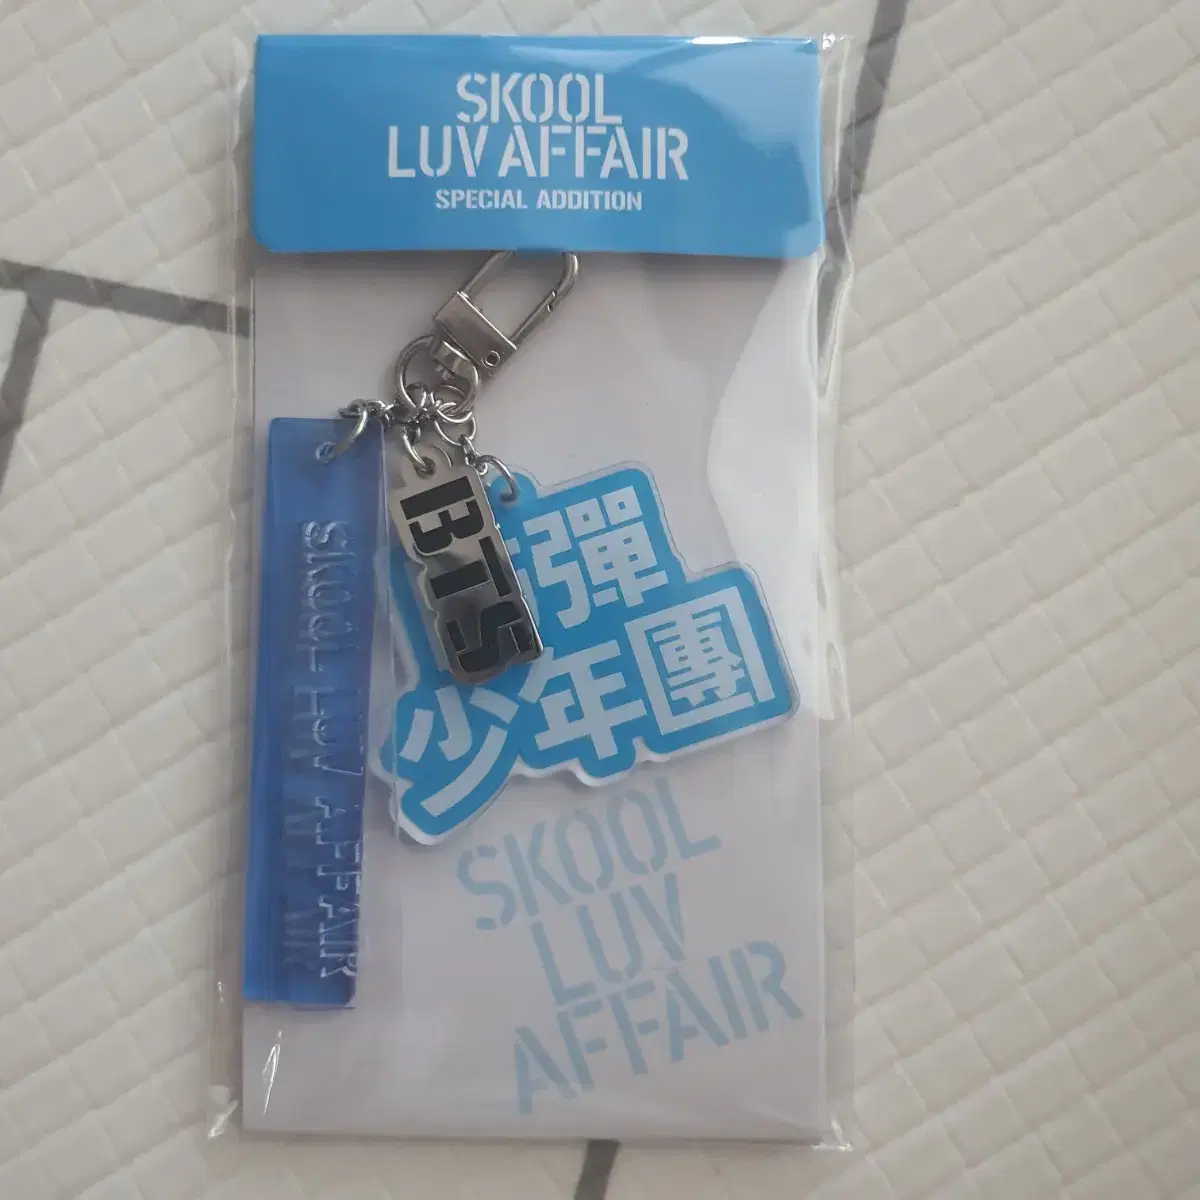 SKOOL
LUV AFFAIR
SPECIAL ADDITION
SKOOL LUV AFFAIR
BTS
彈
少年團
SKOOL
LUV
AFFAIR